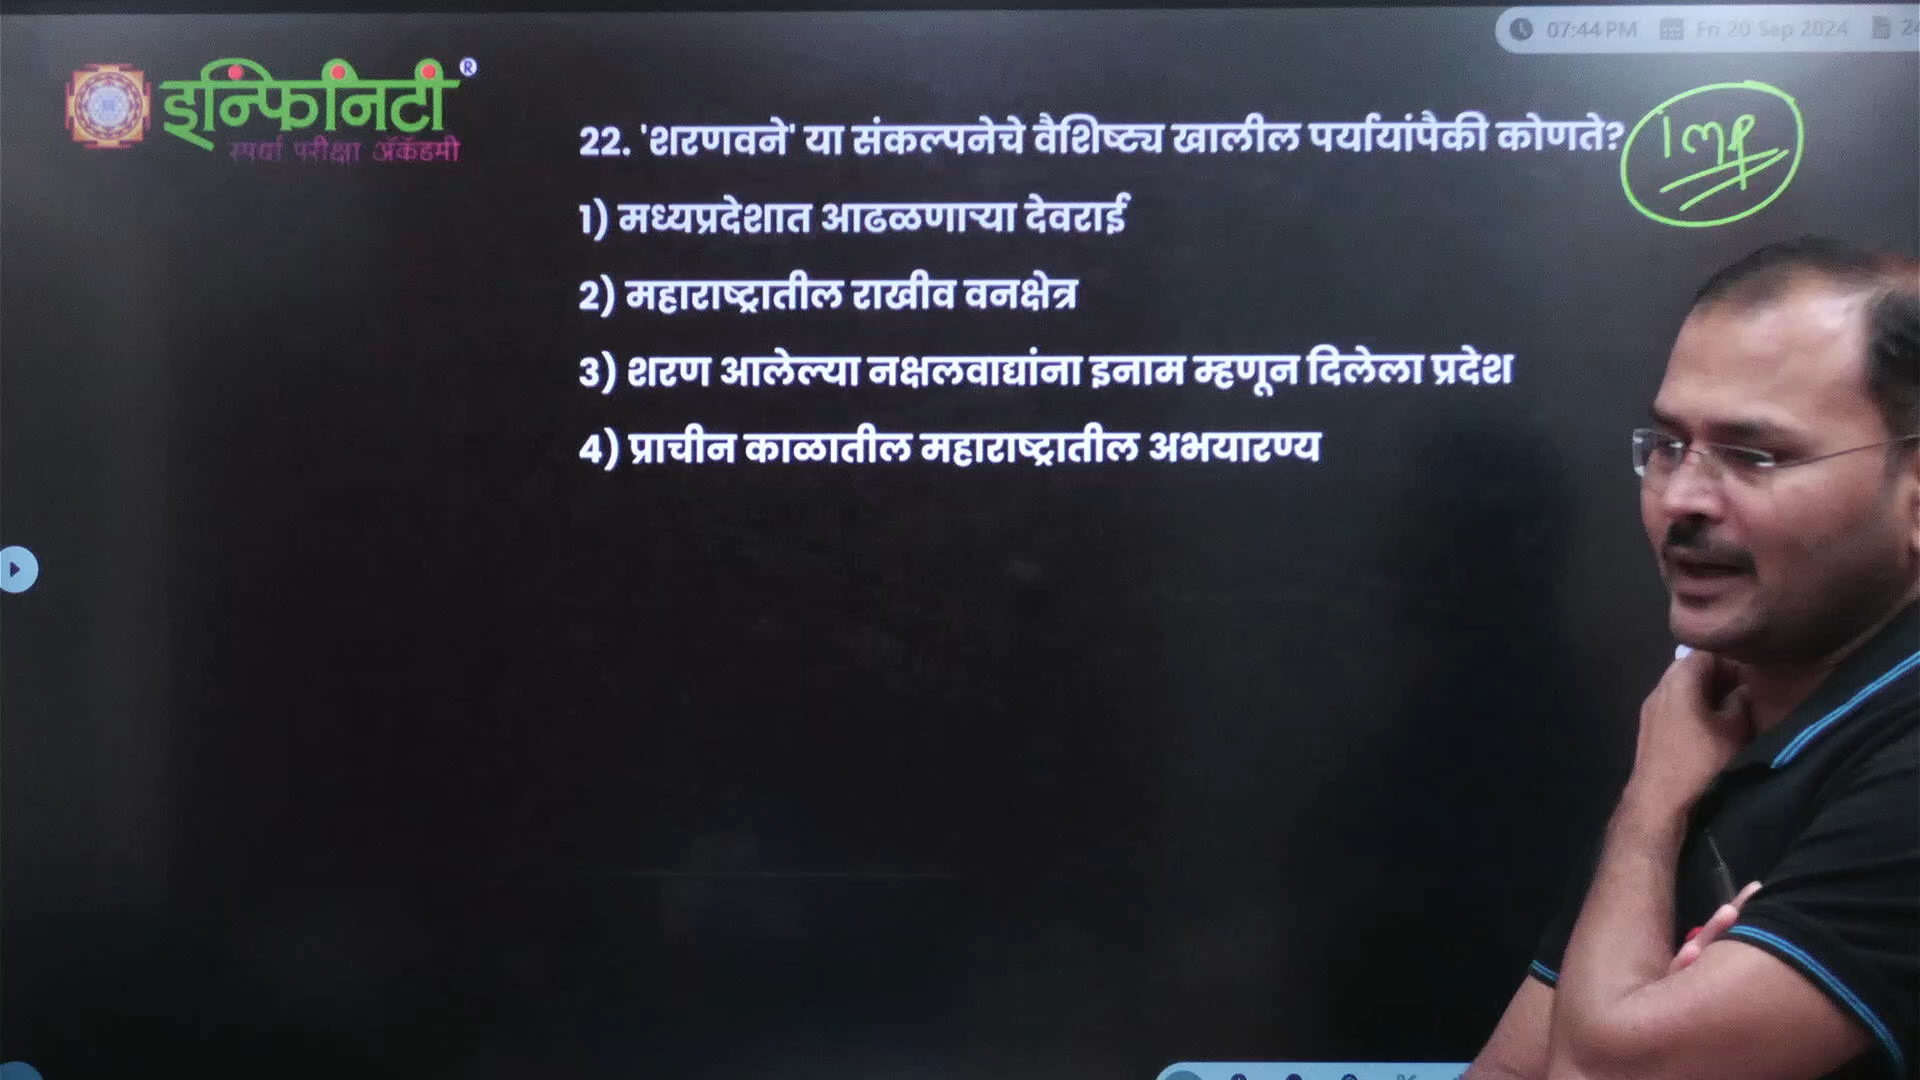 07:44 PM Fri 20 Sep 2024
इन्फिनिटी ®
स्पर्धा परीक्षा अ‍ॅकॅडमी
22. 'शरणवने' या संकल्पनेचे वैशिष्ट्य खालील पर्यायांपैकी कोणते?
Imp
1) मध्यप्रदेशात आढळणाऱ्या देवराई
2) महाराष्ट्रातील राखीव वनक्षेत्र
3) शरण आलेल्या नक्षलवाद्यांना इनाम म्हणून दिलेला प्रदेश
4) प्राचीन काळातील महाराष्ट्रातील अभयारण्य